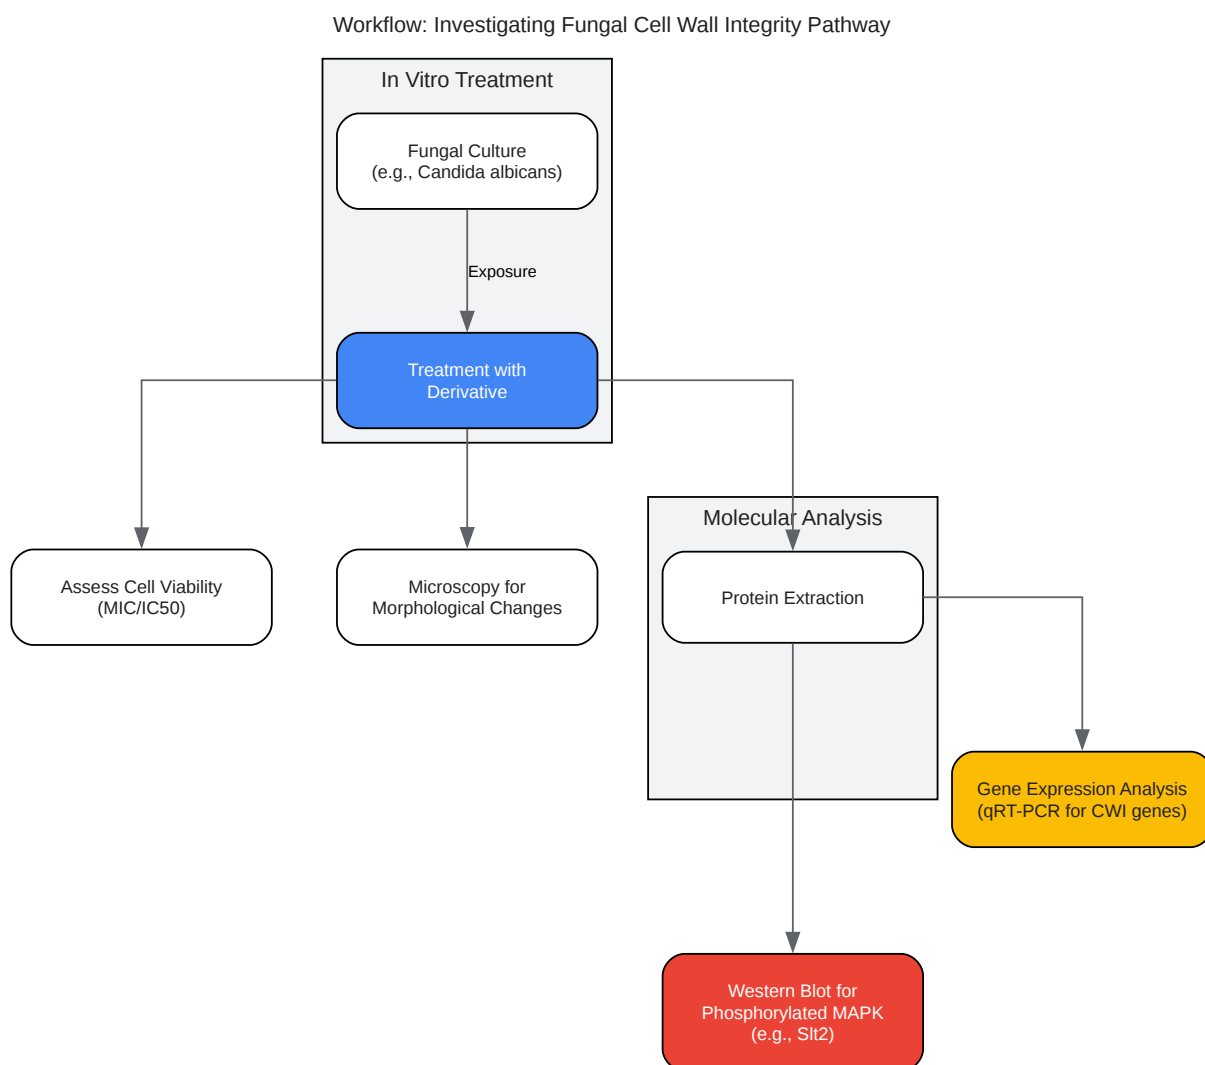 Workflow: Investigating Fungal Cell Wall Integrity Pathway
In Vitro Treatment
Fungal Culture
(e.g., Candida albicans)
Exposure
Treatment with
Derivative
Molecular Analysis
Assess Cell Viability
(MIC/IC50)
Microscopy for
Morphological Changes
Protein Extraction
Gene Expression Analysis
(qRT-PCR for CWI genes)
Western Blot for
Phosphorylated MAPK
(e.g., Slt2)